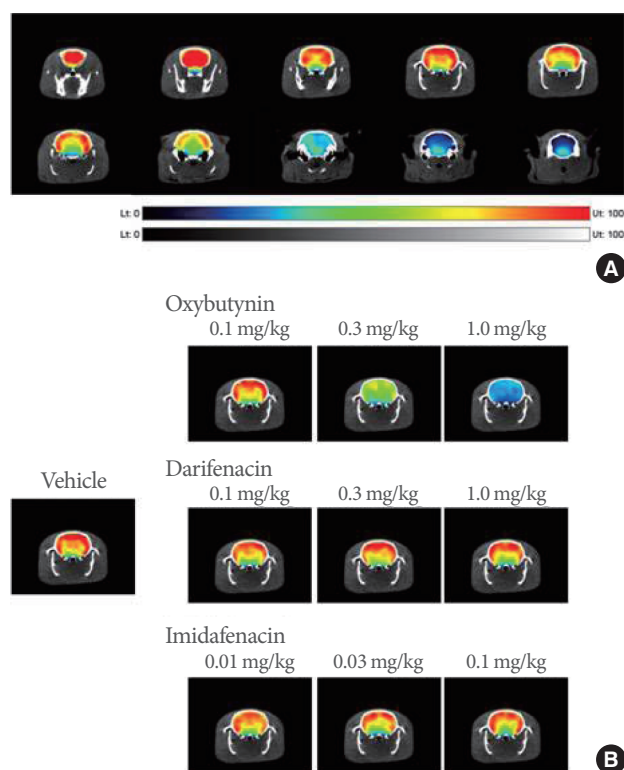 Lt: 0 Ut: 100
Lt: 0 Ut: 100
A
Oxybutynin
0.1 mg/kg 0.3 mg/kg 1.0 mg/kg
Vehicle
Darifenacin
0.1 mg/kg 0.3 mg/kg 1.0 mg/kg
Imidafenacin
0.01 mg/kg 0.03 mg/kg 0.1 mg/kg
B